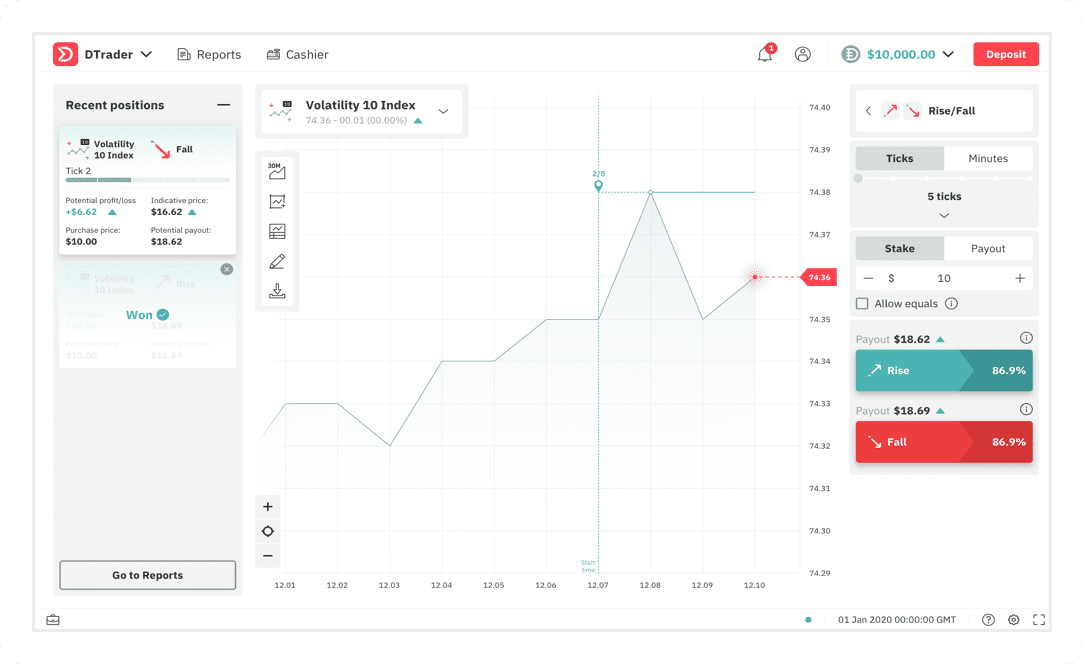 DTrader
Reports
Cashier
1
$10,000.00
Deposit
Recent positions
10
Volatility
10 Index
Fall
Tick 2
Potential profit/loss
Indicative price:
+$6.62
$16.62
Purchase price:
Potential payout:
$10.00
$18.62
Volatility
10 Index
Rise
Won
$18.69
Purchase price:
Potential payout:
$10.00
$18.69
Go to Reports
10
Volatility 10 Index
74.36 - 00.01 (00.00%)
30M
2/5
Start
time
74.40
74.39
74.38
74.37
74.36
74.35
74.34
74.33
74.32
74.31
74.30
74.29
12.01
12.02
12.03
12.04
12.05
12.06
12.07
12.08
12.09
12.10
Rise/Fall
Ticks
Minutes
5 ticks
Stake
Payout
$
10
Allow equals
Payout $18.62
Rise
86.9%
Payout $18.69
Fall
86.9%
01 Jan 2020 00:00:00 GMT